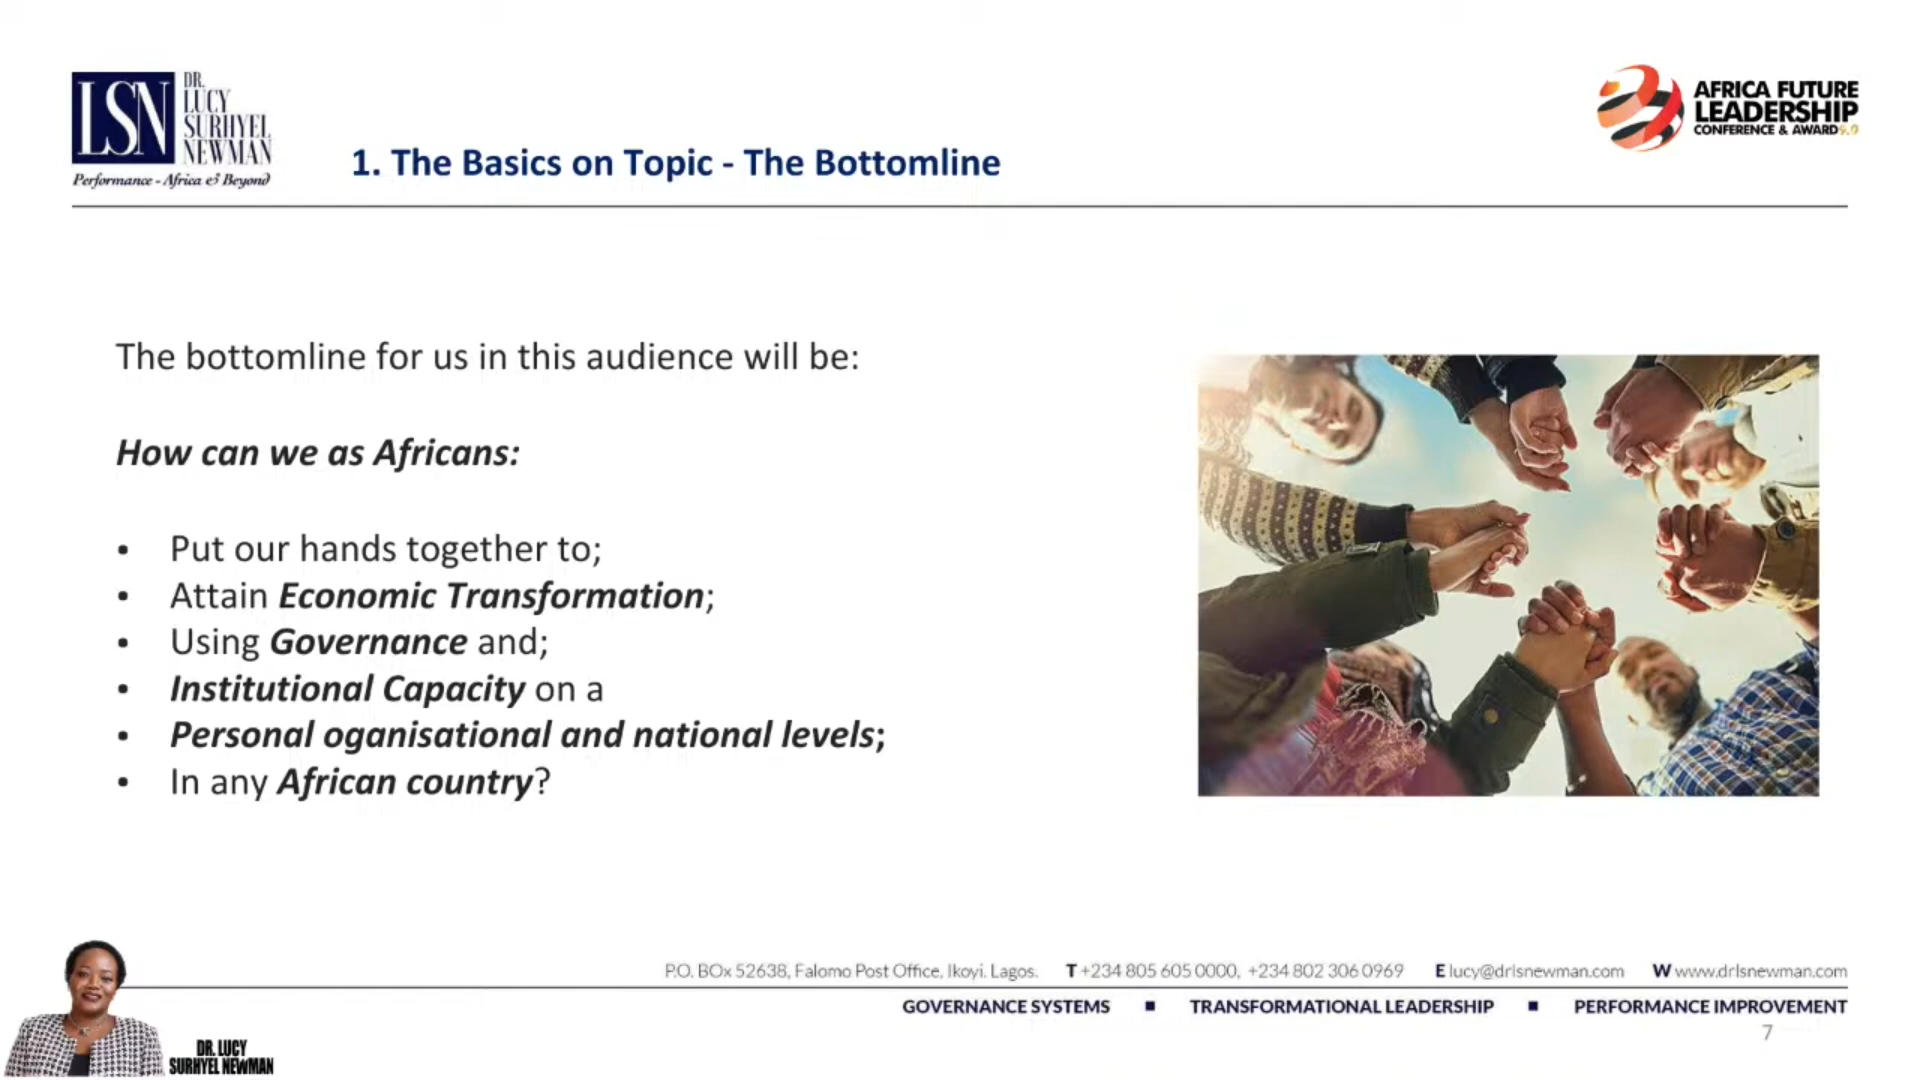 LSN
DR.
LUCY
SURHYEL
NEWMAN
Performance - Africa & Beyond
AFRICA FUTURE
LEADERSHIP
CONFERENCE & AWARD 9.0
1. The Basics on Topic - The Bottomline
The bottomline for us in this audience will be:
How can we as Africans:
• Put our hands together to;
• Attain Economic Transformation;
• Using Governance and;
• Institutional Capacity on a
• Personal oganisational and national levels;
• In any African country?
P.O. BOx 52638, Falomo Post Office, Ikoyi. Lagos. T +234 805 605 0000, +234 802 306 0969 E lucy@drlsnewman.com W www.drlsnewman.com
GOVERNANCE SYSTEMS ■ TRANSFORMATIONAL LEADERSHIP ■ PERFORMANCE IMPROVEMENT
7
DR. LUCY
SURHYEL NEWMAN